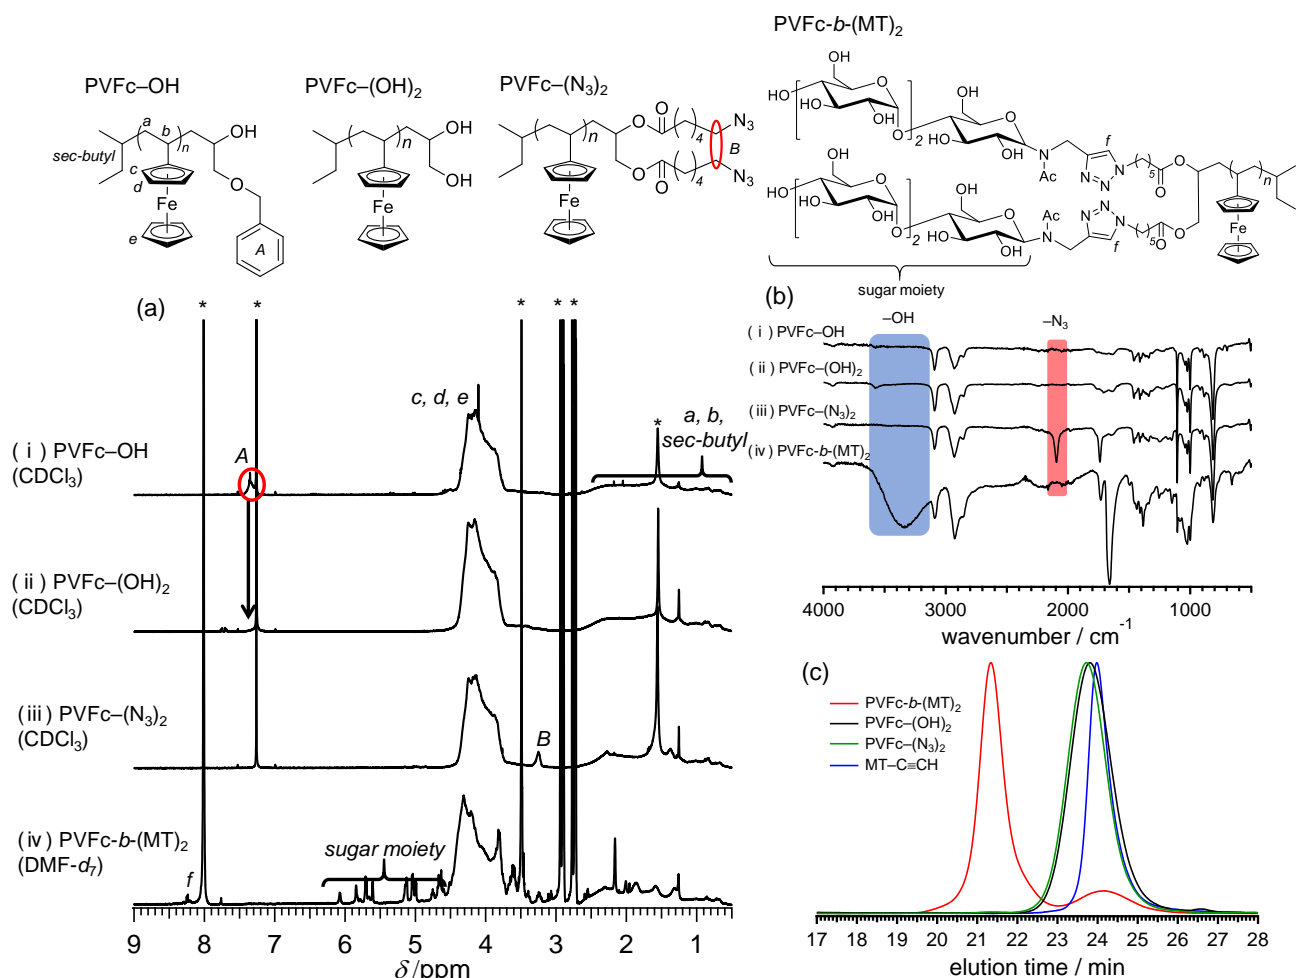 PVFc-b-(MT)2
PVFc–OH
PVFc–(OH)2
PVFc–(N3)2
a
b
n
OH
sec-butyl
c
d
e
Fe
O
A
n
OH
OH
Fe
n
O
O
O
O
4
4
N3
N3
B
Fe
OH
O
HO
HO
OH
O
2
OH
O
HO
OH
N
Ac
f
N
N
N
5
O
O
n
Fe
OH
O
HO
HO
OH
O
2
OH
O
HO
OH
N
Ac
f
N
N
N
5
O
O
sugar moiety
(a)
* * * * *
c, d, e
a, b,
sec-butyl
*
A
( i ) PVFc–OH
(CDCl3)
( ii ) PVFc–(OH)2
(CDCl3)
(iii) PVFc–(N3)2
(CDCl3)
B
(iv) PVFc-b-(MT)2
(DMF-d7)
sugar moiety
f
9 8 7 6 5 4 3 2 1
δ /ppm
(b)
–OH
–N3
( i ) PVFc–OH
(ii) PVFc–(OH)2
(iii) PVFc–(N3)2
(iv) PVFc-b-(MT)2
4000 3000 2000 1000
wavenumber / cm-1
(c)
PVFc-b-(MT)2
PVFc–(OH)2
PVFc–(N3)2
MT–C≡CH
17 18 19 20 21 22 23 24 25 26 27 28
elution time / min